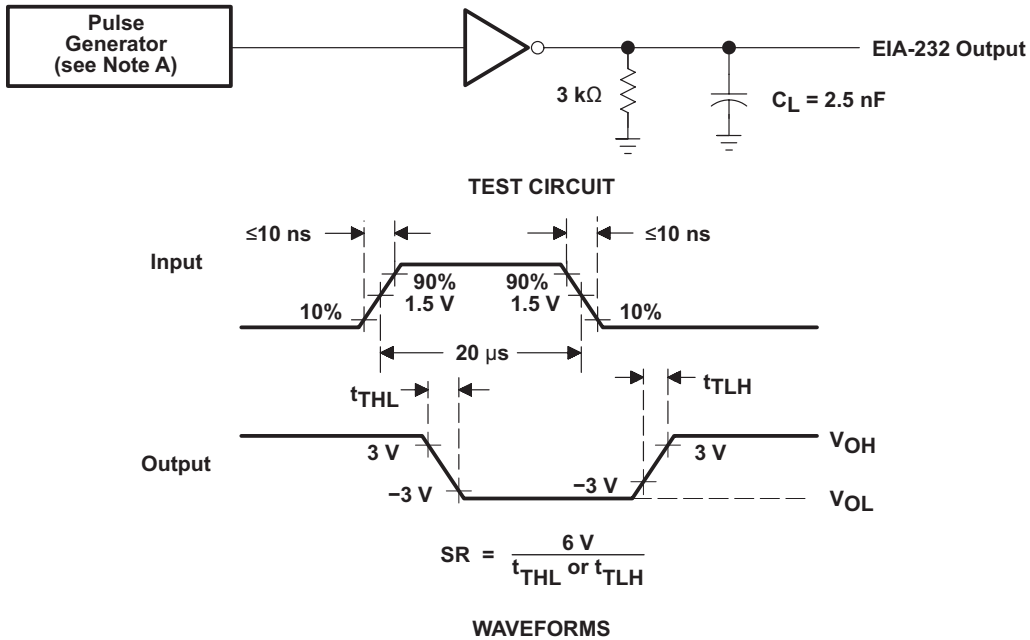 Pulse
Generator
(see Note A)
EIA-232 Output
3 kΩ
CL = 2.5 nF
TEST CIRCUIT
≤10 ns
≤10 ns
Input
90%
90%
1.5 V
1.5 V
10%
10%
20 µs
tTHL
tTLH
Output
3 V
3 V
VOH
−3 V
−3 V
VOL
SR = 6 V
tTHL or tTLH
WAVEFORMS